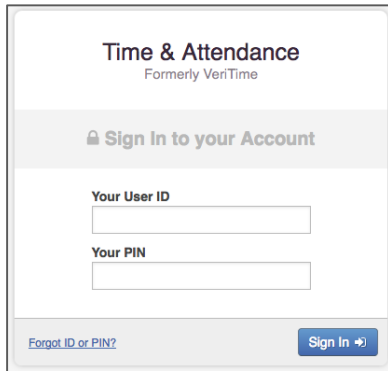 Time & Attendance
Formerly VeriTime
Sign In to your Account
Your User ID
Your PIN
Forgot ID or PIN?
Sign In